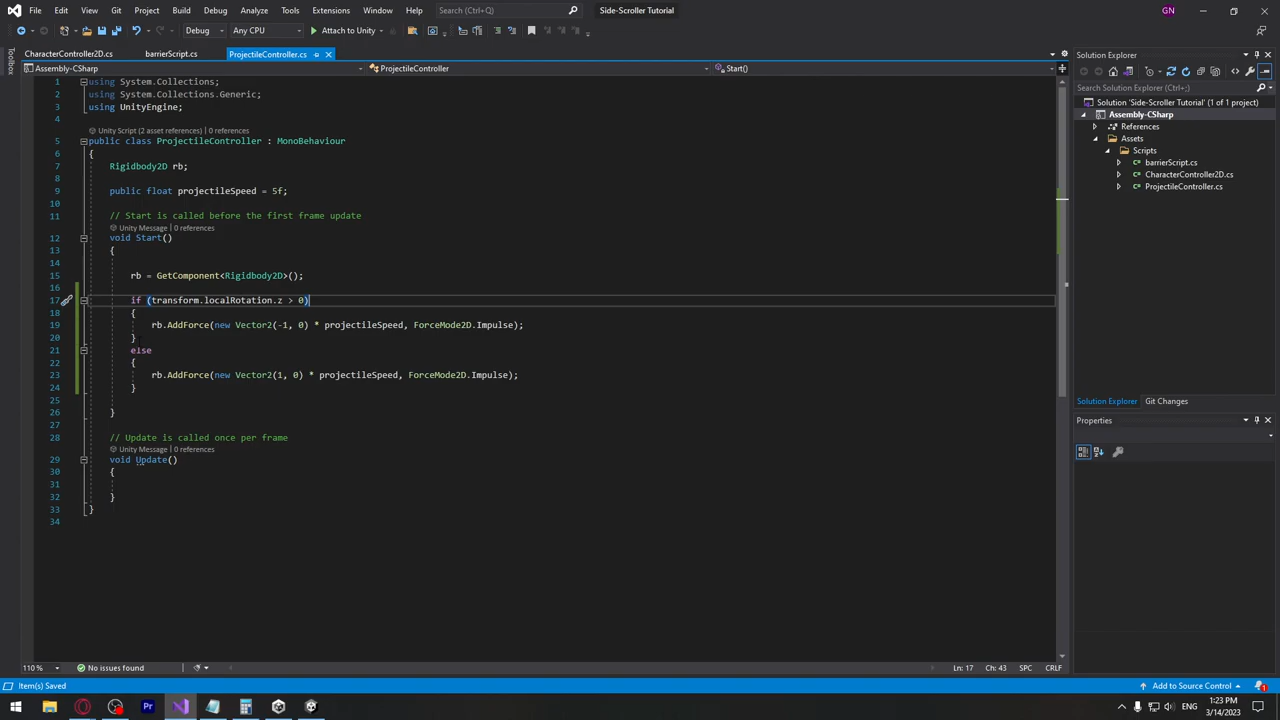 File Edit View Git Project Build Debug Test Analyze Tools Extensions Window Help Search (Ctrl+Q) Side-Scroller Tutorial GN
Debug Any CPU Attach to Unity
Toolbox
CharacterController2D.cs barrierScript.cs ProjectileController.cs
Assembly-CSharp ProjectileController Start()
1 using System.Collections;
2 using System.Collections.Generic;
3 using UnityEngine;
4
Unity Script (2 asset references) | 0 references
5 public class ProjectileController : MonoBehaviour
6 {
7 Rigidbody2D rb;
8
9 public float projectileSpeed = 5f;
10
11 // Start is called before the first frame update
Unity Message | 0 references
12 void Start()
13 {
14
15 rb = GetComponent<Rigidbody2D>();
16
17 if (transform.localRotation.z > 0)
18 {
19 rb.AddForce(new Vector2(-1, 0) * projectileSpeed, ForceMode2D.Impulse);
20 }
21 else
22 {
23 rb.AddForce(new Vector2(1, 0) * projectileSpeed, ForceMode2D.Impulse);
24 }
25
26 }
27
28 // Update is called once per frame
Unity Message | 0 references
29 void Update()
30 {
31
32 }
33 }
34
110 % No issues found Ln: 17 Ch: 43 SPC CRLF
Solution Explorer
Search Solution Explorer (Ctrl+;)
Solution 'Side-Scroller Tutorial' (1 of 1 project)
Assembly-CSharp
References
Assets
Scripts
barrierScript.cs
CharacterController2D.cs
ProjectileController.cs
Solution Explorer Git Changes
Properties
Item(s) Saved Add to Source Control 1
Pr ENG 1:23 PM
3/14/2023